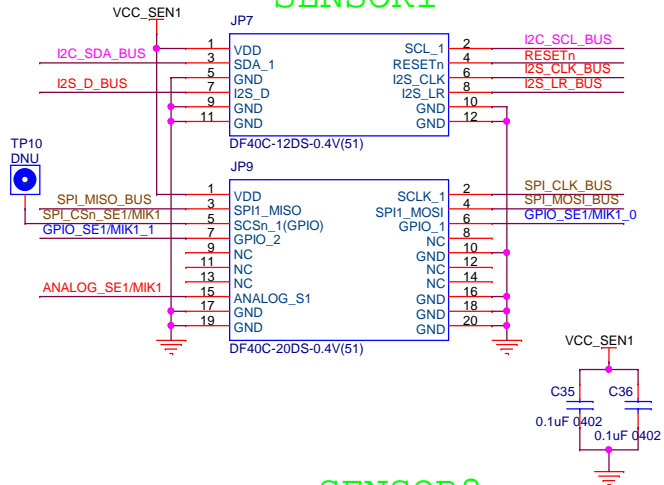 SENSOR1
VCC_SEN1
JP7
I2C_SDA_BUS 1 VDD SCL_1 2 I2C_SCL_BUS
3 SDA_1 RESETn 4 RESETn
5 GND I2S_CLK 6 I2S_CLK_BUS
I2S_D_BUS 7 I2S_D I2S_LR 8 I2S_LR_BUS
9 GND GND 10
11 GND GND 12
DF40C-12DS-0.4V(51)
TP10
DNU
JP9
1 VDD SCLK_1 2 SPI_CLK_BUS
SPI_MISO_BUS 3 SPI1_MISO SPI1_MOSI 4 SPI_MOSI_BUS
SPI_CSn_SE1/MIK1 5 SCSn_1(GPIO) GPIO_1 6 GPIO_SE1/MIK1_0
GPIO_SE1/MIK1_1 7 GPIO_2 NC 8
9 NC GND 10
11 NC NC 12
13 NC NC 14
ANALOG_SE1/MIK1 15 ANALOG_S1 GND 16
17 GND GND 18
19 GND GND 20
DF40C-20DS-0.4V(51)
VCC_SEN1
C35 C36
0.1uF 0402 0.1uF 0402